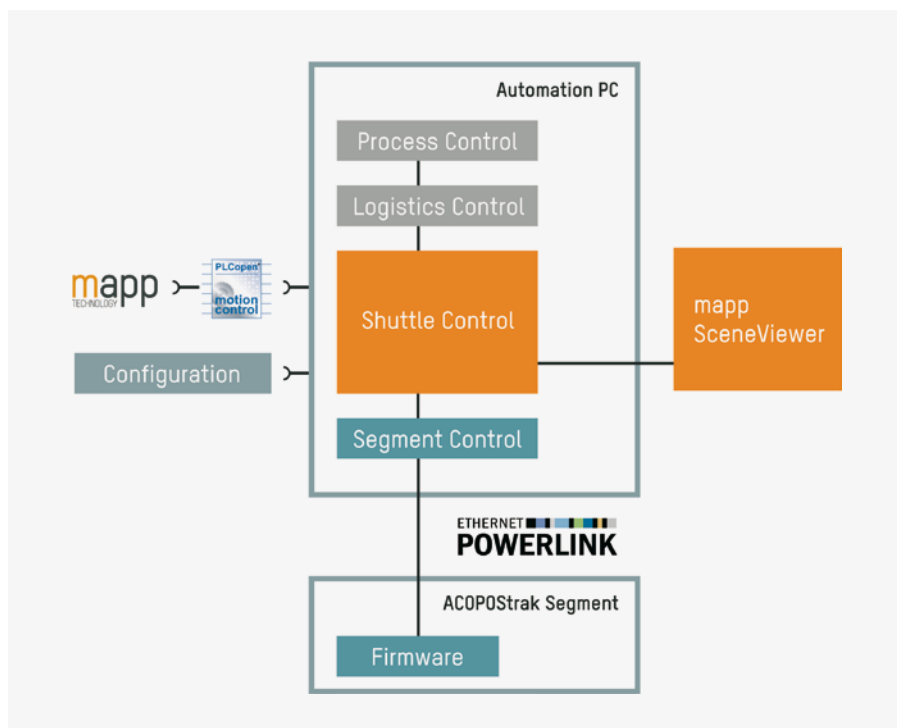 Automation PC
Process Control
Logistics Control
mapp
TECHNOLOGY
PLCopen
motion
control
Shuttle Control
mapp
SceneViewer
Configuration
Segment Control
ETHERNET
POWERLINK
ACOPOStrak Segment
Firmware